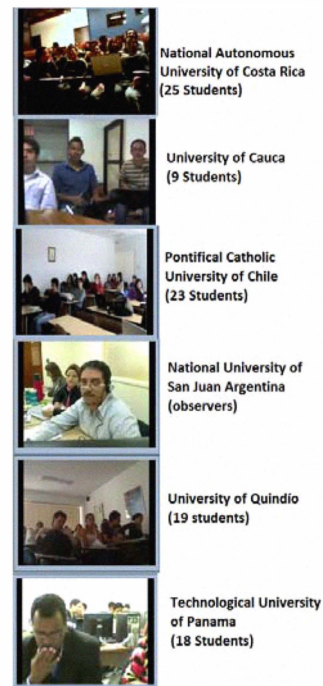 National Autonomous
University of Costa Rica
(25 Students)
University of Cauca
(9 Students)
Pontifical Catholic
University of Chile
(23 Students)
National University of
San Juan Argentina
(observers)
University of Quindío
(19 students)
Technological University
of Panama
(18 Students)